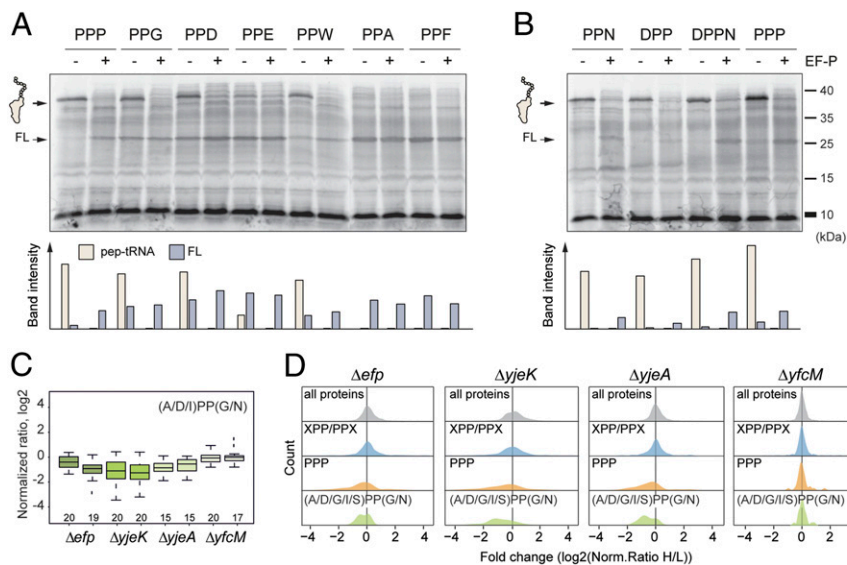 A
PPP PPG PPD PPE PPW PPA PPF
- + - + - + - + - + - + - +
FL
Band intensity
pep-tRNA FL
B
PPN DPP DPPN PPP
- + - + - + - + EF-P
40
35
25
15
10
(kDa)
FL
Band intensity
C
(A/D/I)PP(G/N)
Normalized ratio, log2
4
2
0
-2
-4
20 19 20 20 15 15 20 17
Δefp ΔyjeK ΔyjeA ΔyfcM
D
Δefp ΔyjeK ΔyjeA ΔyfcM
all proteins all proteins all proteins all proteins
XPP/PPX XPP/PPX XPP/PPX XPP/PPX
PPP PPP PPP PPP
(A/D/G/I/S)PP(G/N) (A/D/G/I/S)PP(G/N) (A/D/G/I/S)PP(G/N) (A/D/G/I/S)PP(G/N)
Count
−4 −2 0 2 4 −4 −2 0 2 4 −4 −2 0 2 4 −4 −2 0 2
Fold change (log2(Norm.Ratio H/L))